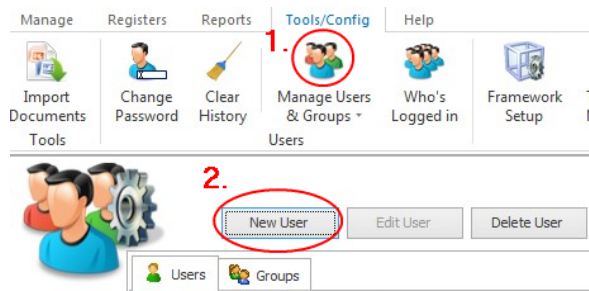 Manage Registers Reports Tools/Config Help
1.
Import Documents
Change Password
Clear History
Manage Users & Groups
Who's Logged in
Framework Setup
Tools
Users
2.
New User Edit User Delete User
Users Groups